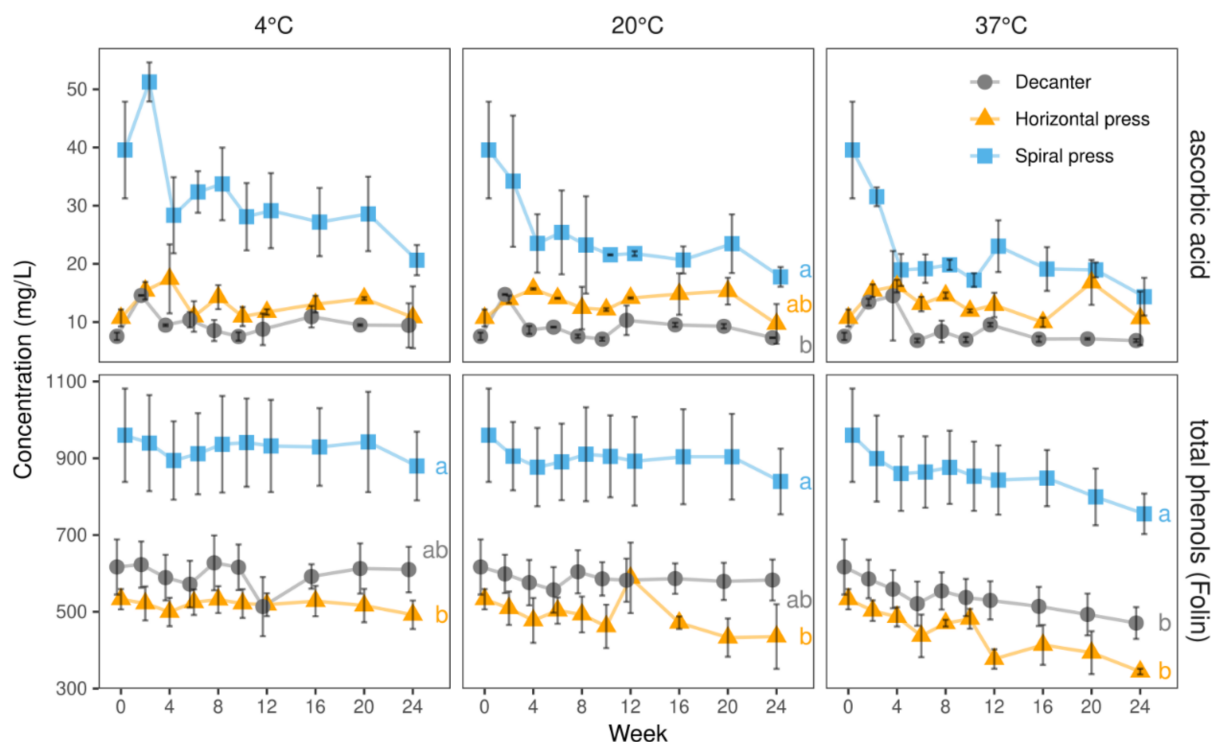 4°C 20°C 37°C
50
40
30
20
10
Decanter
Horizontal press
Spiral press
a
ab
b
ascorbic acid
Concentration (mg/L)
1100
900
700
500
300
a
ab
b
a
ab
b
a
b
b
total phenols (Folin)
0 4 8 12 16 20 24
0 4 8 12 16 20 24
0 4 8 12 16 20 24
Week